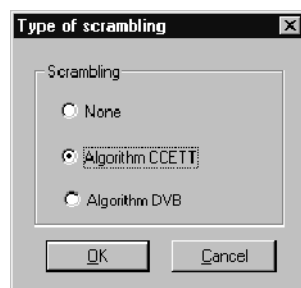 Type of scrambling
Scrambling
None
Algorithm CCETT
Algorithm DVB
OK
Cancel